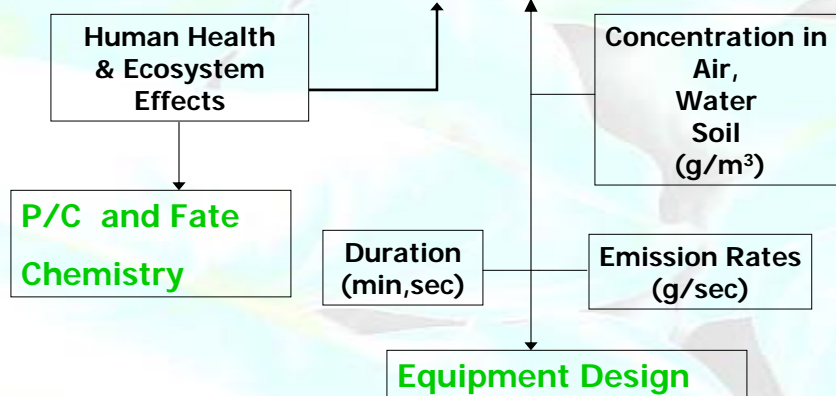 Human Health
& Ecosystem
Effects
Concentration in
Air,
Water
Soil
(g/m³)
P/C and Fate
Chemistry
Duration
(min,sec)
Emission Rates
(g/sec)
Equipment Design